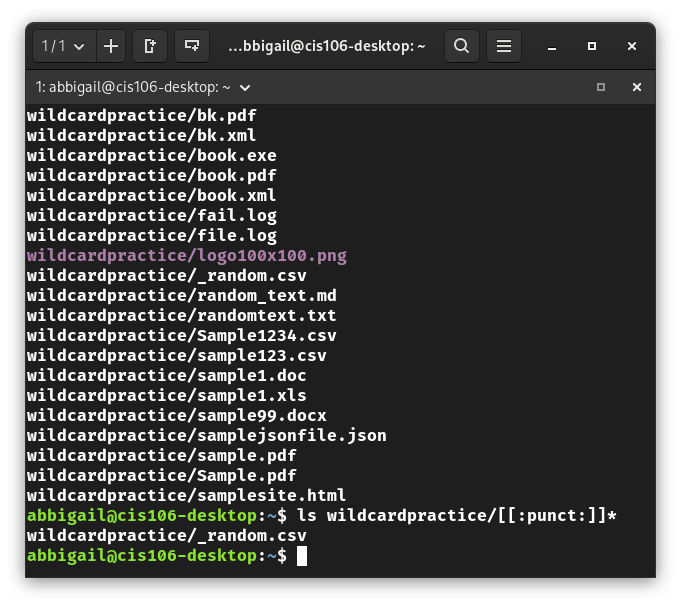 1 / 1
...bbigail@cis106-desktop: ~
1: abbigail@cis106-desktop: ~
wildcardpractice/bk.pdf
wildcardpractice/bk.xml
wildcardpractice/book.exe
wildcardpractice/book.pdf
wildcardpractice/book.xml
wildcardpractice/fail.log
wildcardpractice/file.log
wildcardpractice/logo100x100.png
wildcardpractice/_random.csv
wildcardpractice/random_text.md
wildcardpractice/randomtext.txt
wildcardpractice/Sample1234.csv
wildcardpractice/sample123.csv
wildcardpractice/sample1.doc
wildcardpractice/sample1.xls
wildcardpractice/sample99.docx
wildcardpractice/samplejsonfile.json
wildcardpractice/sample.pdf
wildcardpractice/Sample.pdf
wildcardpractice/samplesite.html
abbigail@cis106-desktop:~$ ls wildcardpractice/[[:punct:]]*
wildcardpractice/_random.csv
abbigail@cis106-desktop:~$